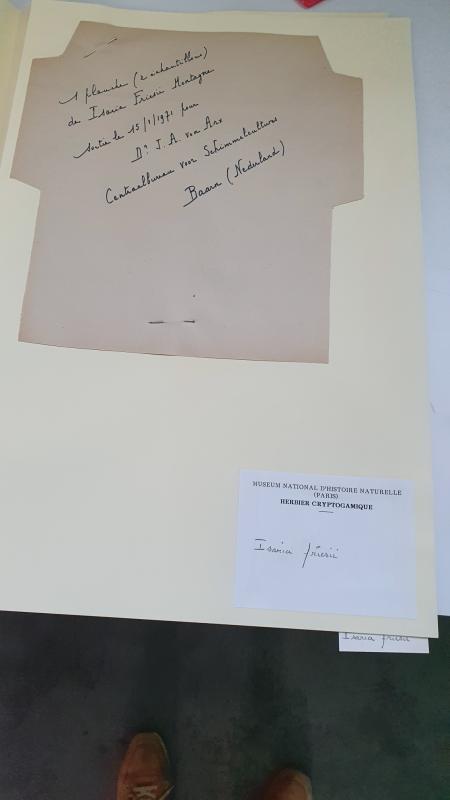 1 planche (2 échantillons)
de Isaria Friesii Montagne
sortie le 15/1/1971 pour
Dr. J. A. von Arx
Centraalbureau voor Schimmelcultures
Baarn (Nederland)
MUSEUM NATIONAL D'HISTOIRE NATURELLE
(PARIS)
HERBIER CRYPTOGAMIQUE
Isaria friesii
Isaria friesii